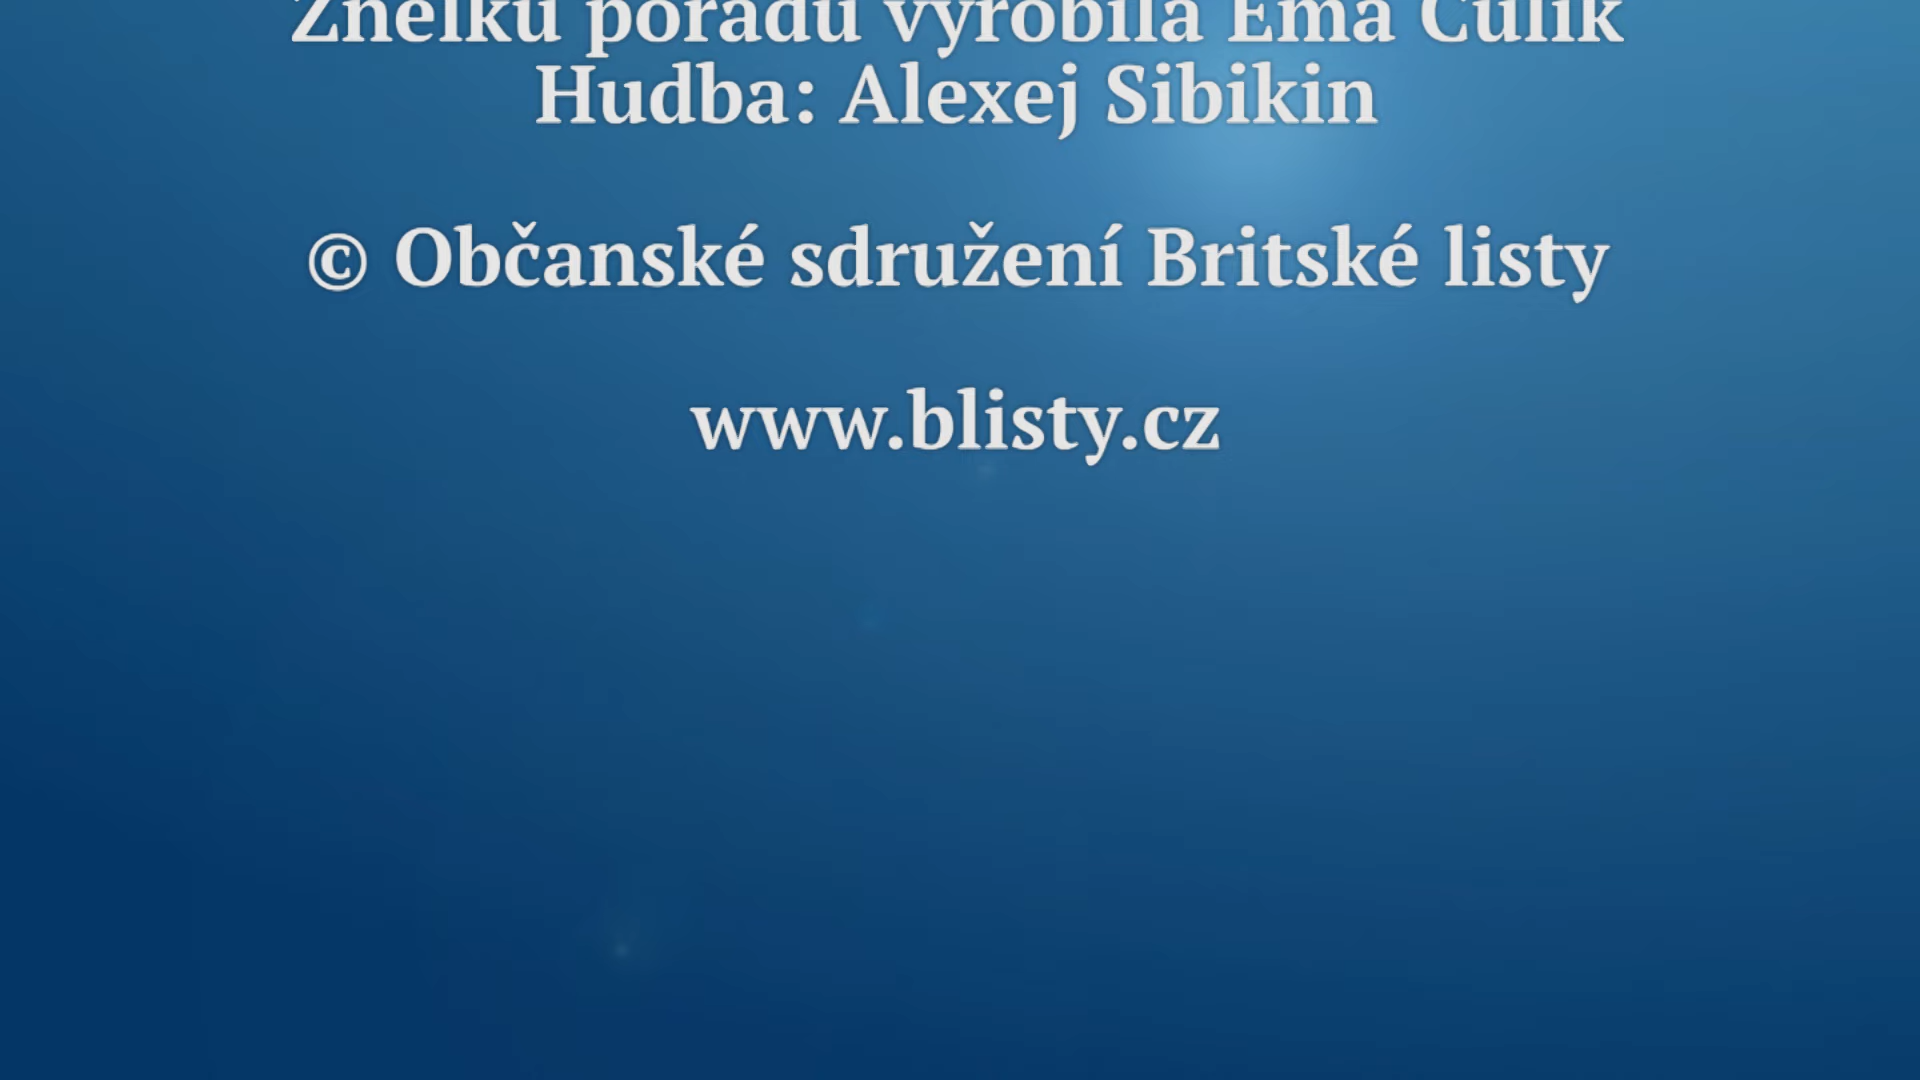 Znělku pořadu vyrobila Ema Čulík
Hudba: Alexej Sibikin
© Občanské sdružení Britské listy
www.blisty.cz